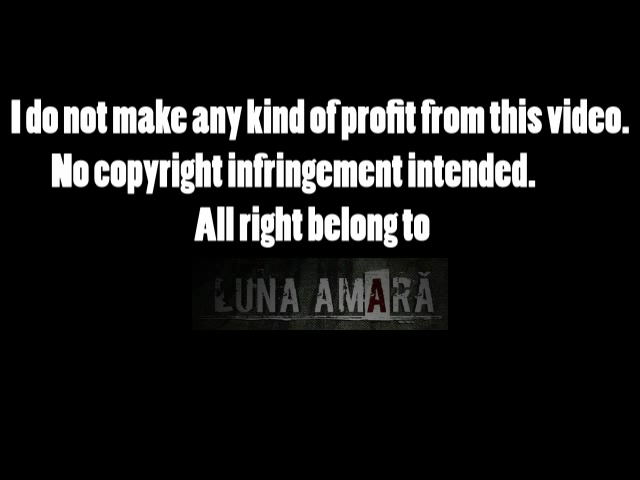 I do not make any kind of profit from this video.
No copyright infringement intended.
All right belong to
LUNA AMARĂ